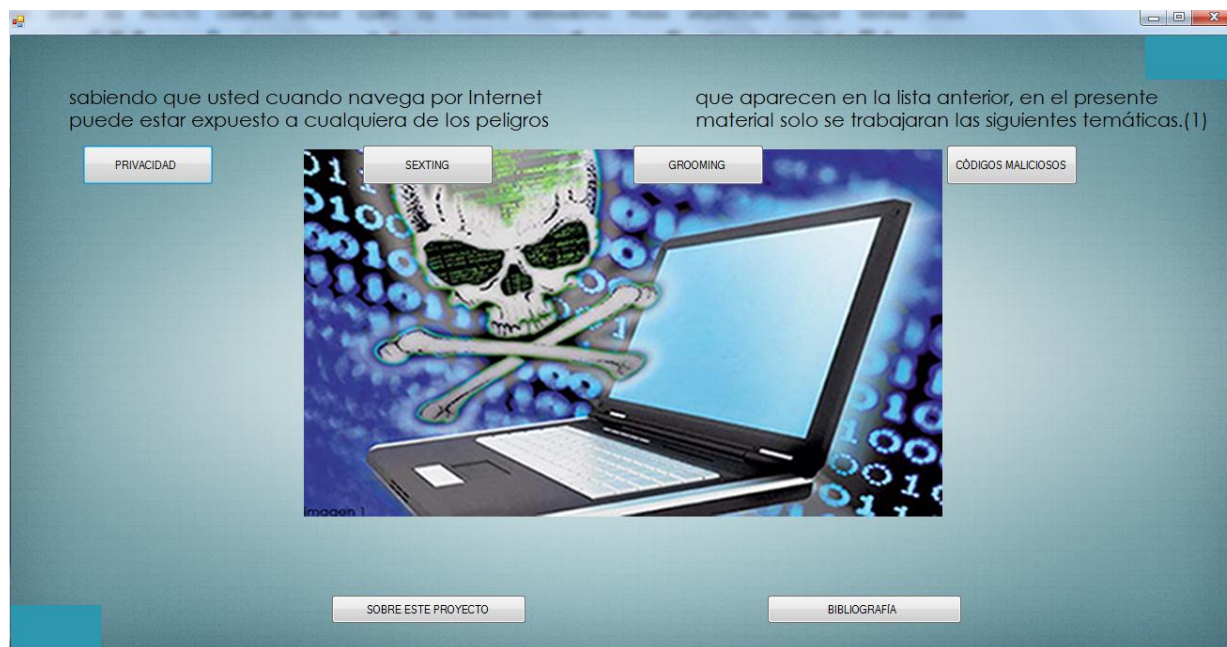 sabiendo que usted cuando navega por Internet
puede estar expuesto a cualquiera de los peligros
que aparecen en la lista anterior, en el presente
material solo se trabajaran las siguientes temáticas.(1)
PRIVACIDAD
SEXTING
GROOMING
CÒDIGOS MALICIOSOS
imagen 1
SOBRE ESTE PROYECTO
BIBLIOGRAFÍA